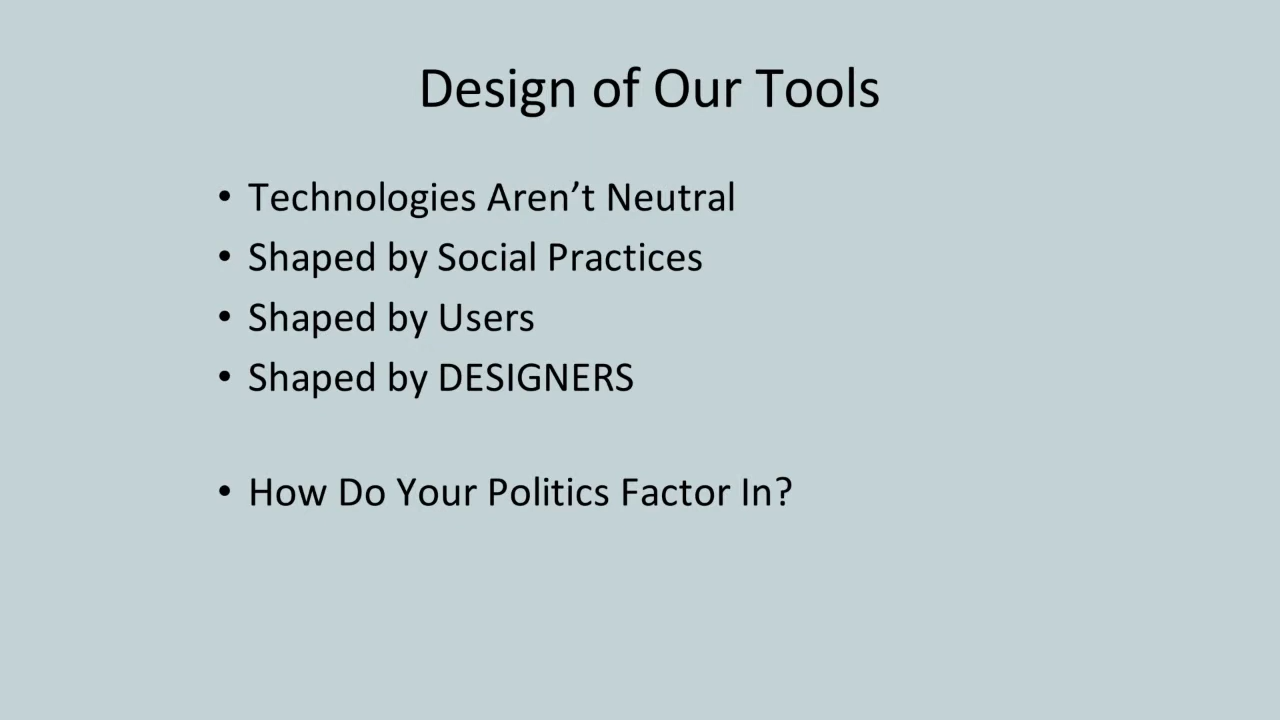 Design of Our Tools
• Technologies Aren’t Neutral
• Shaped by Social Practices
• Shaped by Users
• Shaped by DESIGNERS
• How Do Your Politics Factor In?